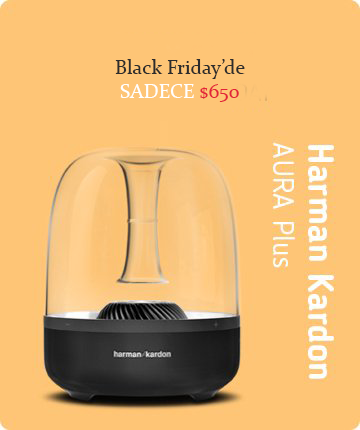 Black Friday'de
SADECE $650
Harman Kardon
AURA Plus
harman/kardon